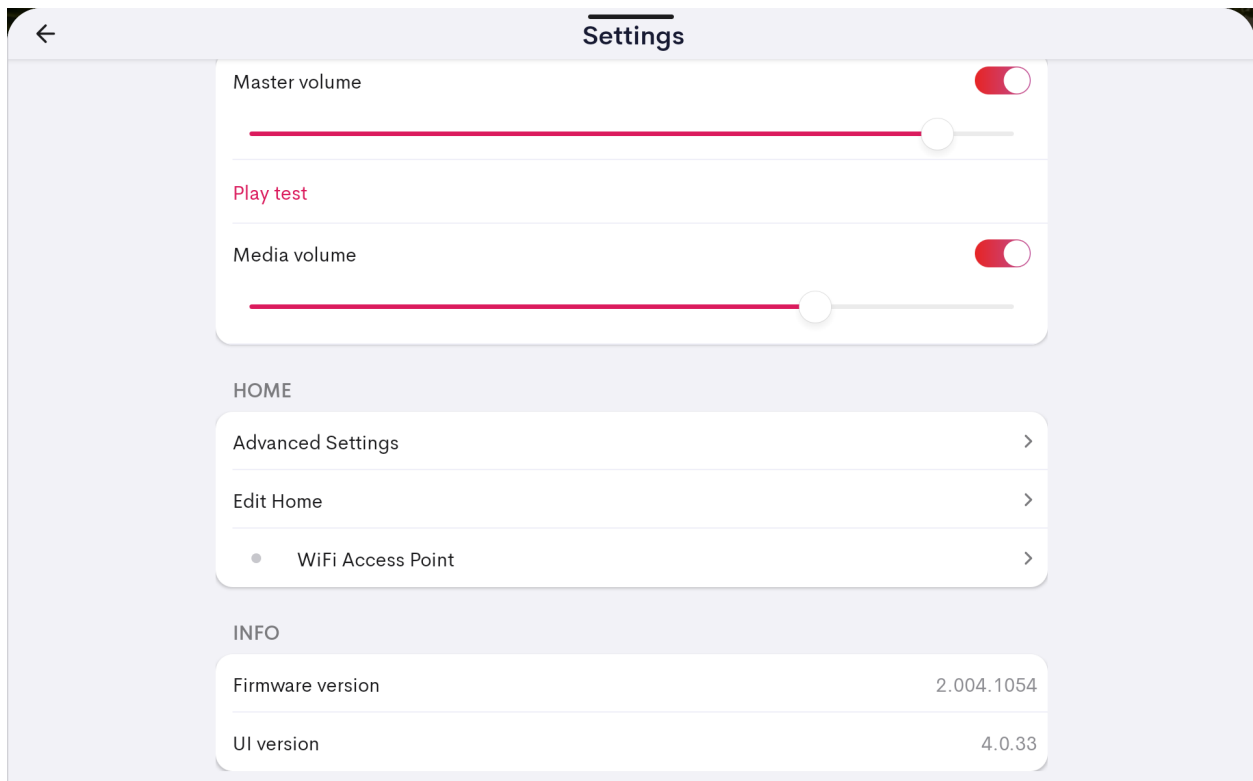 Settings
Master volume
Play test
Media volume
HOME
Advanced Settings
Edit Home
WiFi Access Point
INFO
Firmware version 2.004.1054
UI version 4.0.33